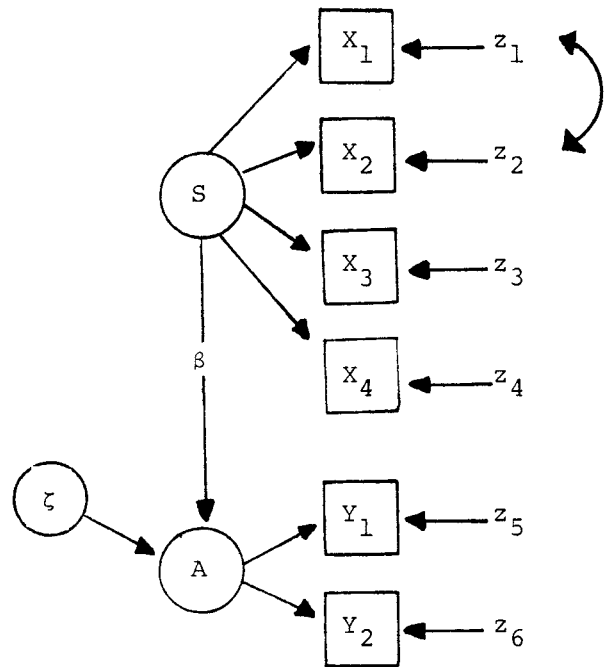 X₁ z₁
X₂ z₂
S
X₃ z₃
β
X₄ z₄
ζ
Y₁ z₅
A
Y₂ z₆